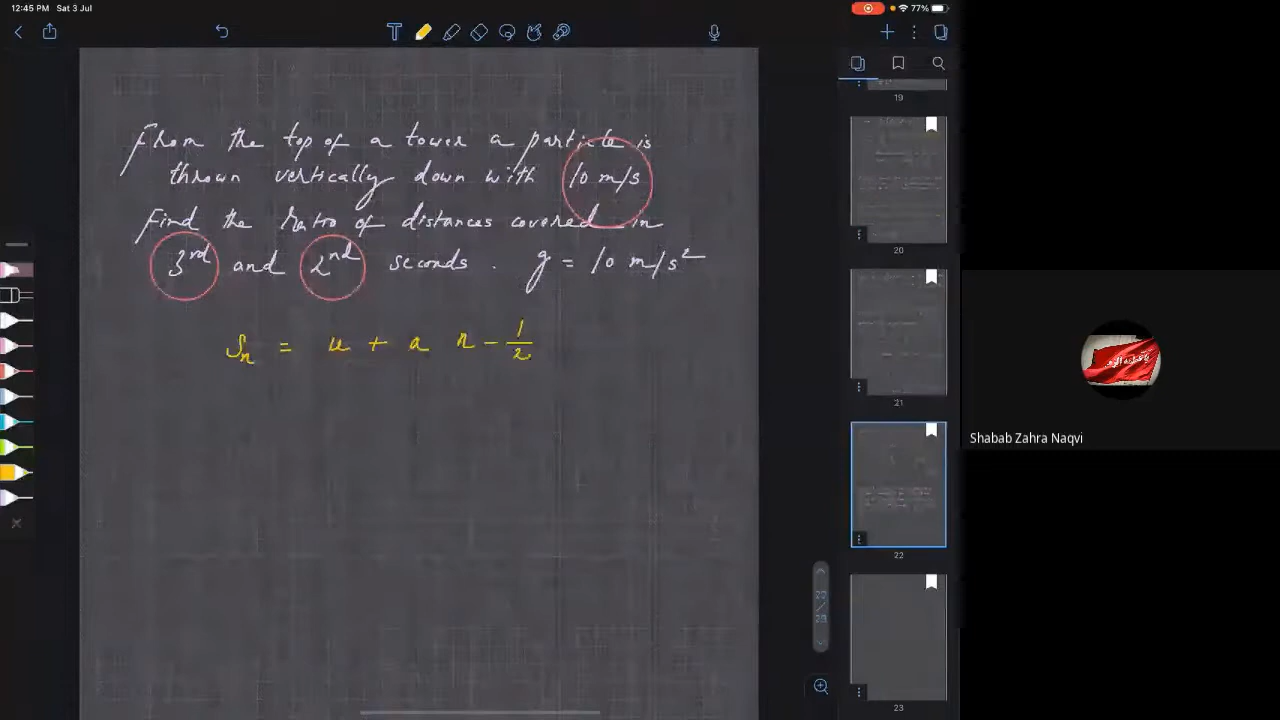 12:45 PM Sat 3 Jul
77%
From the top of a tower a particle is
thrown vertically down with 10 m/s
Find the Ratio of distances covered in
3rd and 2nd seconds. g = 10 m/s²
Sn = u + a n - 1/2
19
20
21
22
23
Shabab Zahra Naqvi